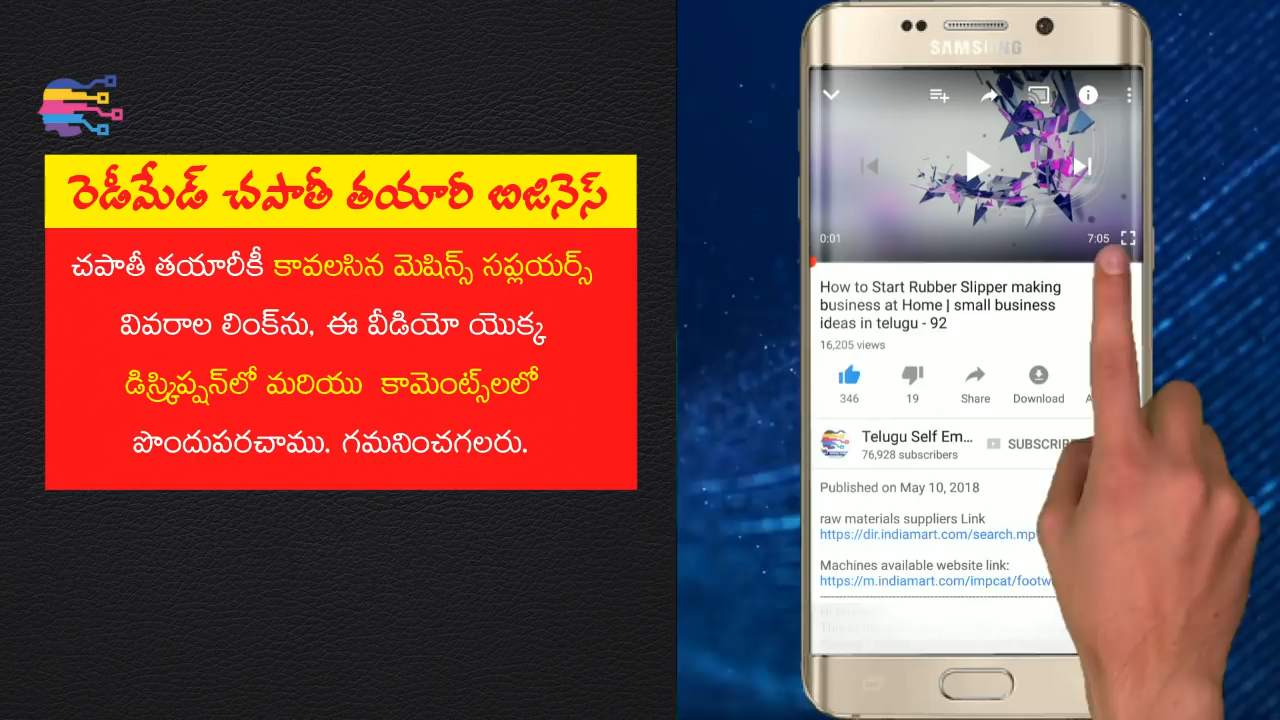 రెడీమేడ్ చపాతీ తయారీ బిజినెస్
చపాతీ తయారీకీ కావలసిన మెషిన్స్ సప్లయర్స్
వివరాల లింక్‌ను, ఈ వీడియో యొక్క
డిస్క్రిప్షన్‌లో మరియు కామెంట్స్‌లలో
పొందుపరచాము. గమనించగలరు.
SAMSUNG
0:01
7:05
How to Start Rubber Slipper making
business at Home | small business
ideas in telugu - 92
16,205 views
346
19
Share
Download
Telugu Self Em...
76,928 subscribers
SUBSCRIBE
Published on May 10, 2018
raw materials suppliers Link
https://dir.indiamart.com/search.mp
Machines available website link:
https://m.indiamart.com/impcat/footw